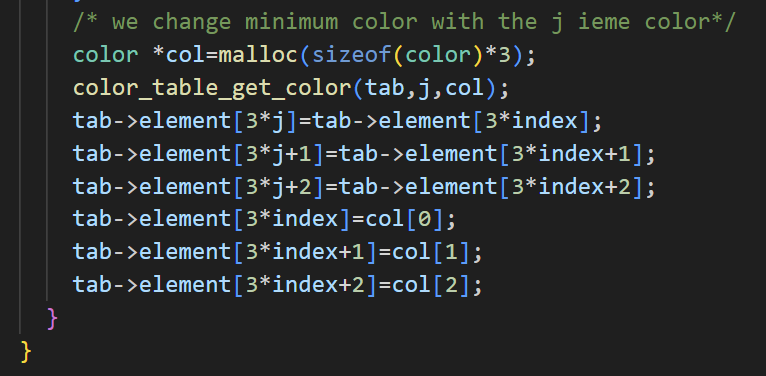 /* we change minimum color with the j ieme color*/
color *col=malloc(sizeof(color)*3);
color_table_get_color(tab,j,col);
tab->element[3*j]=tab->element[3*index];
tab->element[3*j+1]=tab->element[3*index+1];
tab->element[3*j+2]=tab->element[3*index+2];
tab->element[3*index]=col[0];
tab->element[3*index+1]=col[1];
tab->element[3*index+2]=col[2];
}
}